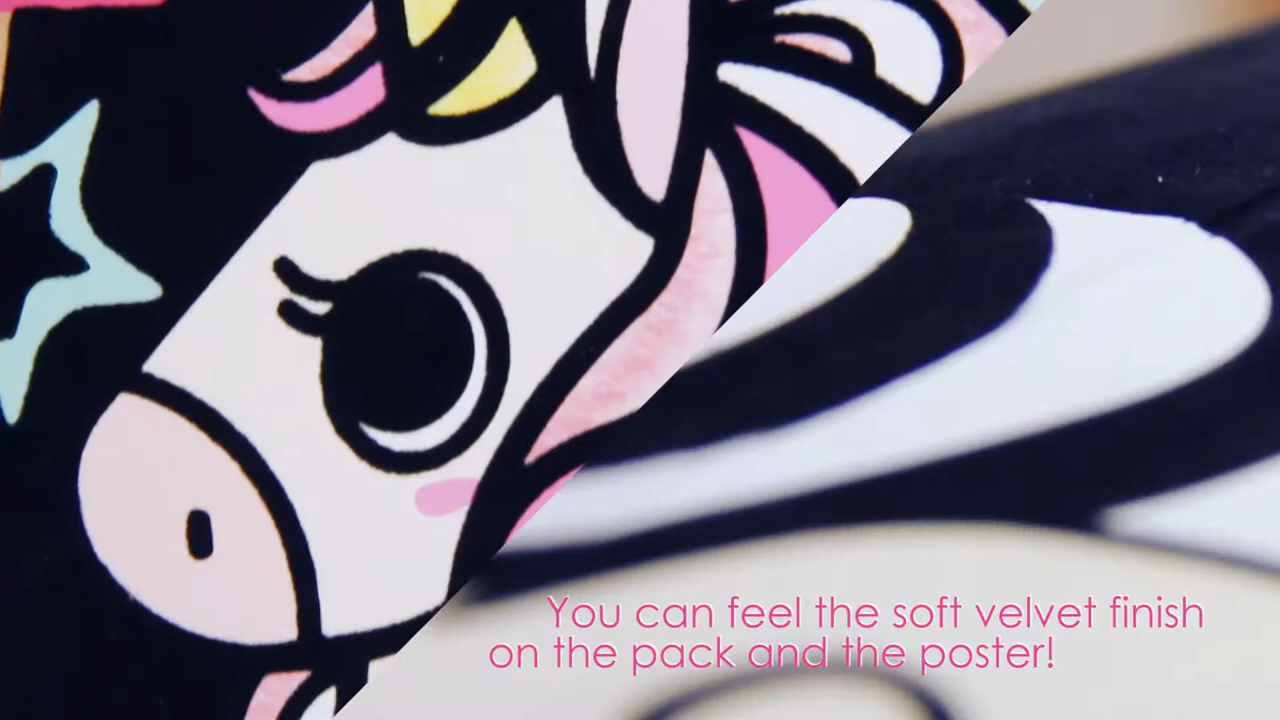 You can feel the soft velvet finish
on the pack and the poster!